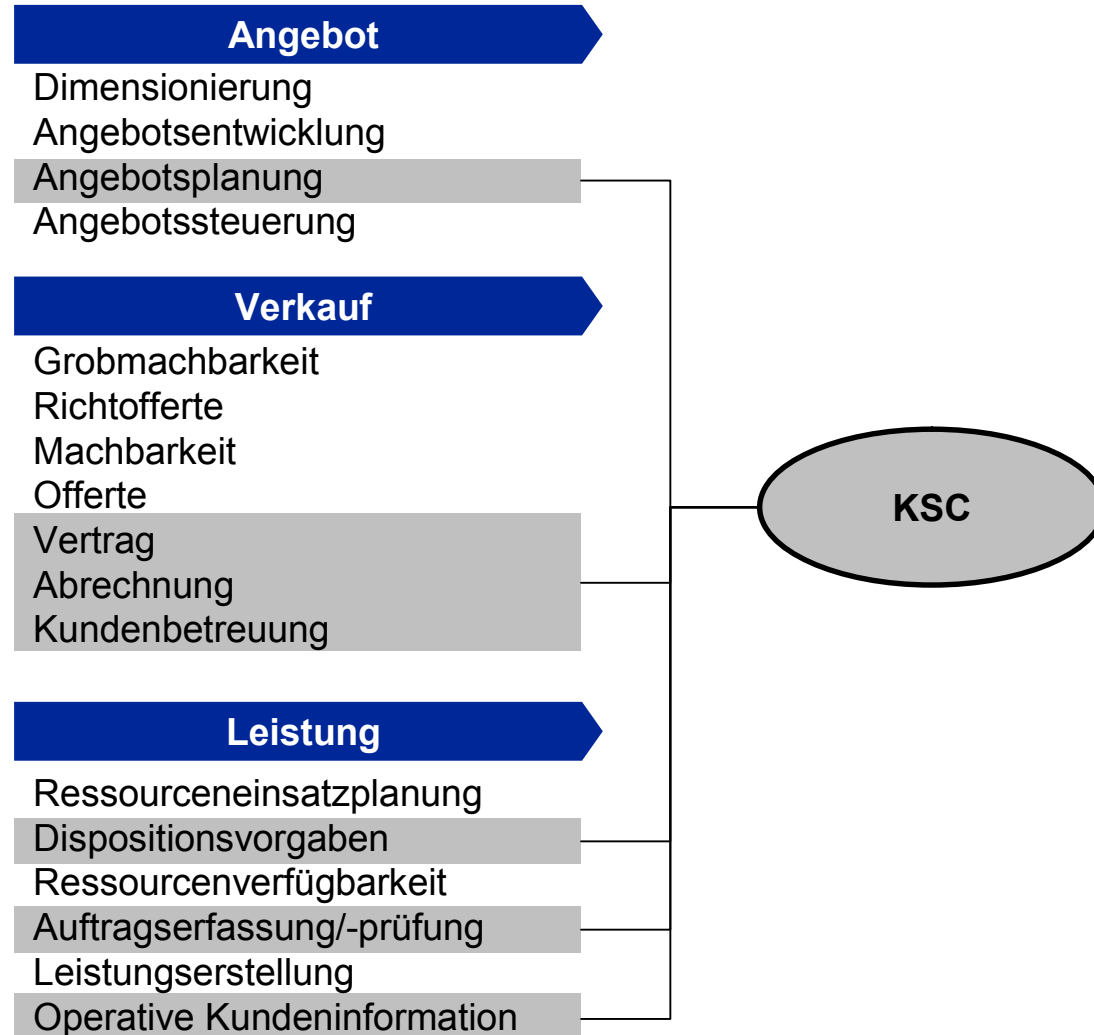 Angebot
Dimensionierung
Angebotsentwicklung
Angebotsplanung
Angebotssteuerung
Verkauf
Grobmachbarkeit
Richtofferte
Machbarkeit
Offerte
Vertrag
Abrechnung
Kundenbetreuung
Leistung
Ressourceneinsatzplanung
Dispositionsvorgaben
Ressourcenverfügbarkeit
Auftragserfassung/-prüfung
Leistungserstellung
Operative Kundeninformation
KSC